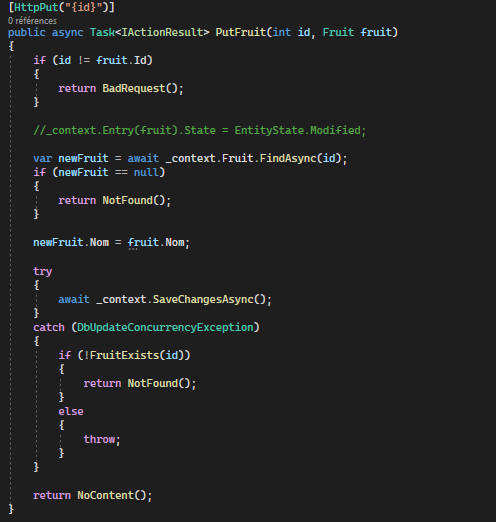 [HttpPut("{id}")]
0 références
public async Task<IActionResult> PutFruit(int id, Fruit fruit)
{
if (id != fruit.Id)
{
return BadRequest();
}
//_context.Entry(fruit).State = EntityState.Modified;
var newFruit = await _context.Fruit.FindAsync(id);
if (newFruit == null)
{
return NotFound();
}
newFruit.Nom = fruit.Nom;
try
{
await _context.SaveChangesAsync();
}
catch (DbUpdateConcurrencyException)
{
if (!FruitExists(id))
{
return NotFound();
}
else
{
throw;
}
}
return NoContent();
}